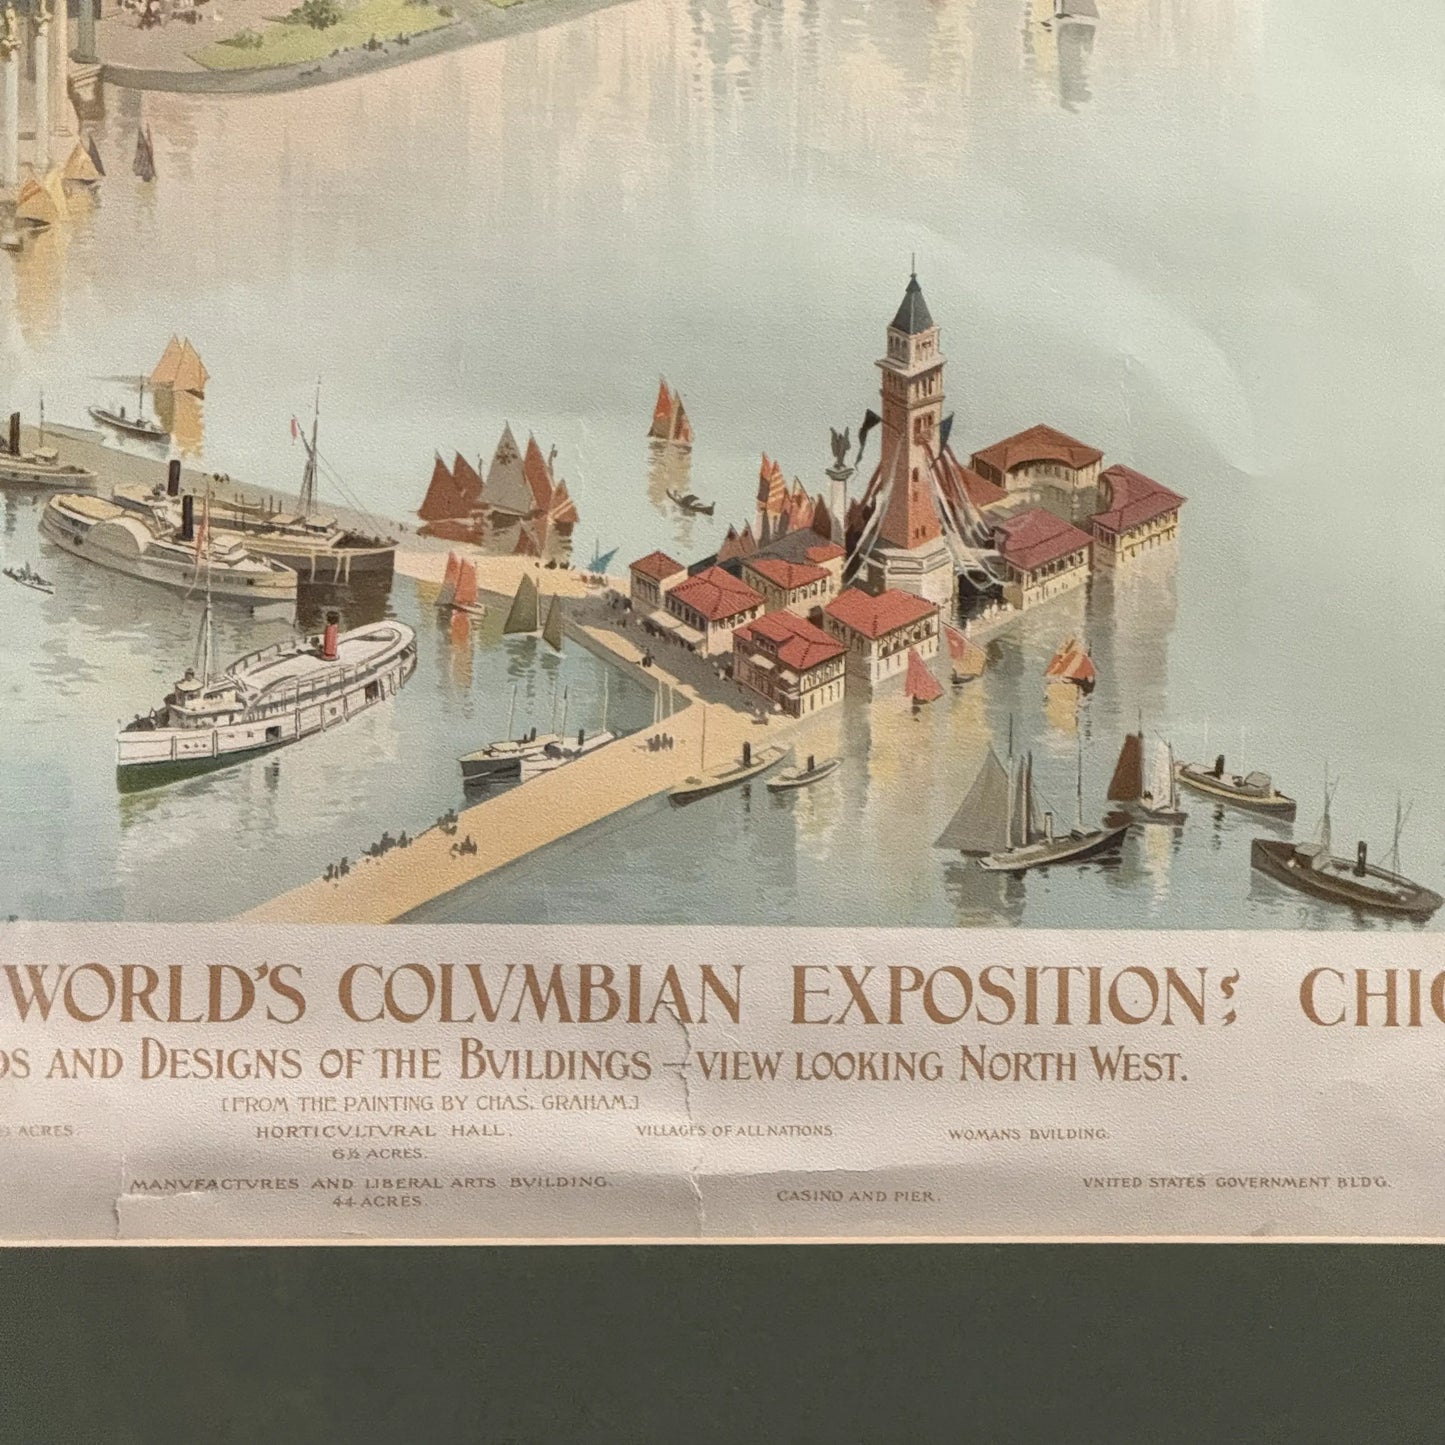 WORLD'S COLVMBIAN EXPOSITION: CHIC
DS AND DESIGNS OF THE BVILDINGS – VIEW LOOKING NORTH WEST.
[FROM THE PAINTING BY CHAS. GRAHAM.]
ACRES. HORTICVLTVRAL HALL. VILLAGES OF ALL NATIONS. WOMANS BVILDING.
6½ ACRES.
MANVFACTVRES AND LIBERAL ARTS BVILDING. CASINO AND PIER. VNITED STATES GOVERNMENT BLD'G.
44 ACRES.